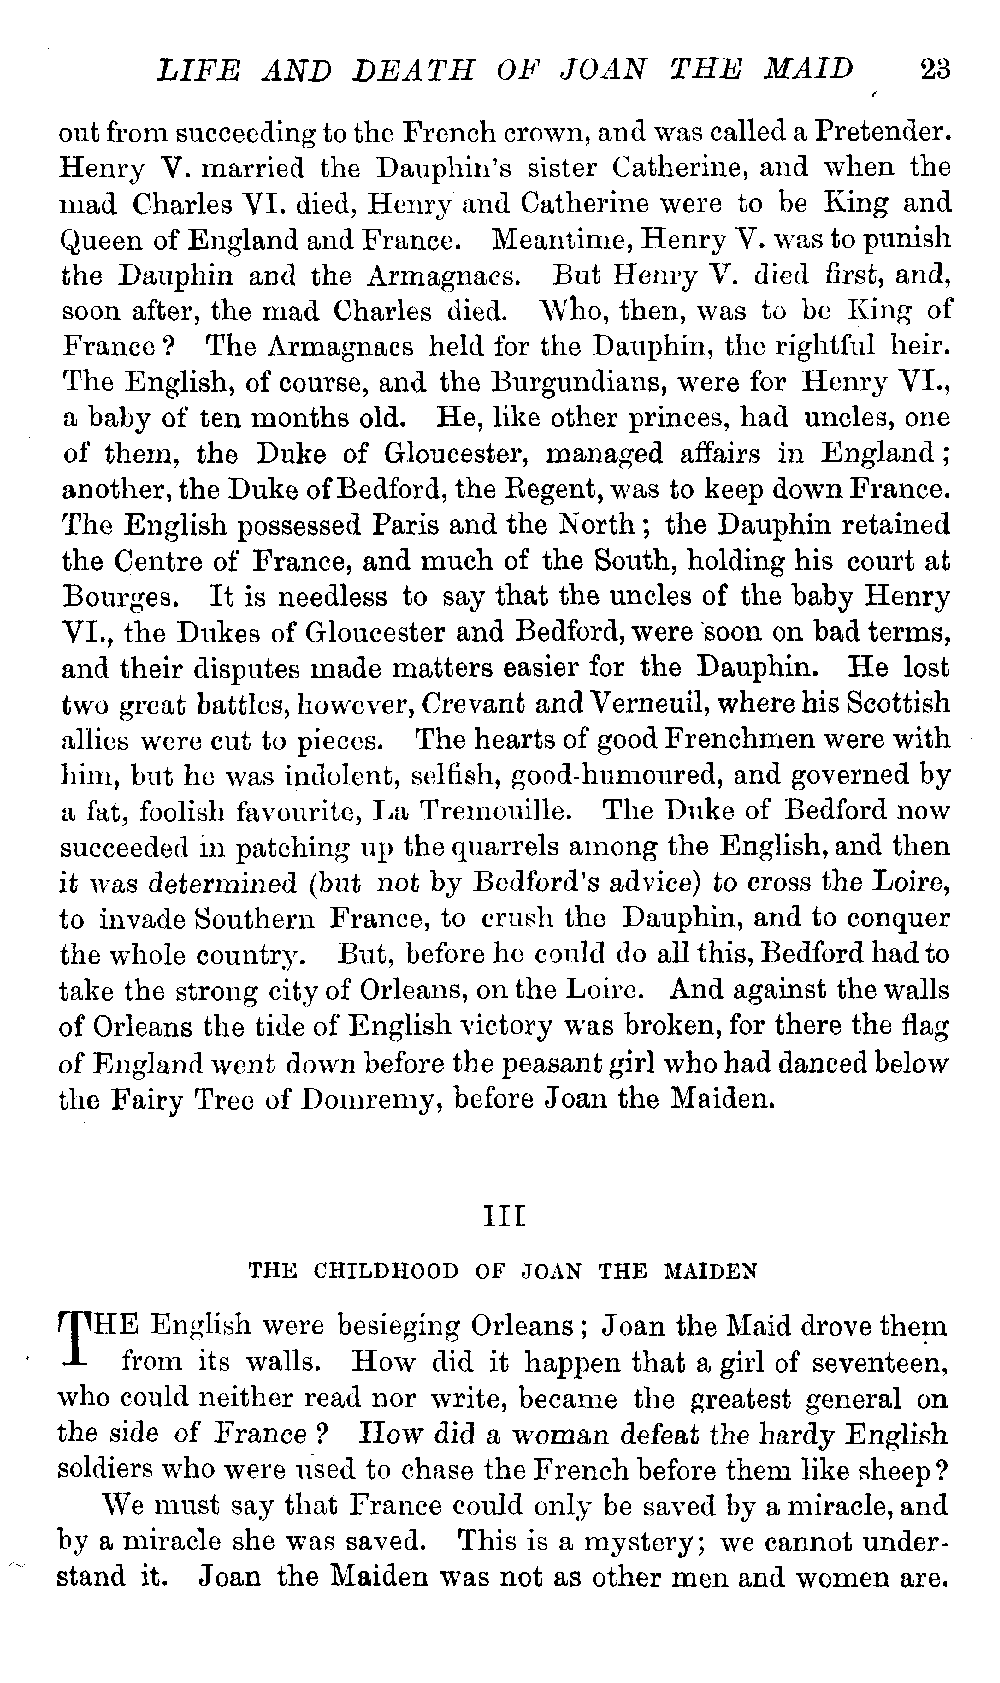 LIFE AND DEATH OF JOAN THE MAID 23
out from succeeding to the French crown, and was called a Pretender.
Henry V. married the Dauphin's sister Catherine, and when the
mad Charles VI. died, Henry and Catherine were to be King and
Queen of England and France. Meantime, Henry V. was to punish
the Dauphin and the Armagnacs. But Henry V. died first, and,
soon after, the mad Charles died. Who, then, was to be King of
France? The Armagnacs held for the Dauphin, the rightful heir.
The English, of course, and the Burgundians, were for Henry VI.,
a baby of ten months old. He, like other princes, had uncles, one
of them, the Duke of Gloucester, managed affairs in England;
another, the Duke of Bedford, the Regent, was to keep down France.
The English possessed Paris and the North; the Dauphin retained
the Centre of France, and much of the South, holding his court at
Bourges. It is needless to say that the uncles of the baby Henry
VI., the Dukes of Gloucester and Bedford, were soon on bad terms,
and their disputes made matters easier for the Dauphin. He lost
two great battles, however, Crevant and Verneuil, where his Scottish
allies were cut to pieces. The hearts of good Frenchmen were with
him, but he was indolent, selfish, good-humoured, and governed by
a fat, foolish favourite, La Tremouille. The Duke of Bedford now
succeeded in patching up the quarrels among the English, and then
it was determined (but not by Bedford's advice) to cross the Loire,
to invade Southern France, to crush the Dauphin, and to conquer
the whole country. But, before he could do all this, Bedford had to
take the strong city of Orleans, on the Loire. And against the walls
of Orleans the tide of English victory was broken, for there the flag
of England went down before the peasant girl who had danced below
the Fairy Tree of Domremy, before Joan the Maiden.
III
THE CHILDHOOD OF JOAN THE MAIDEN
THE English were besieging Orleans; Joan the Maid drove them
from its walls. How did it happen that a girl of seventeen,
who could neither read nor write, became the greatest general on
the side of France? How did a woman defeat the hardy English
soldiers who were used to chase the French before them like sheep?
We must say that France could only be saved by a miracle, and
by a miracle she was saved. This is a mystery; we cannot under-
stand it. Joan the Maiden was not as other men and women are.